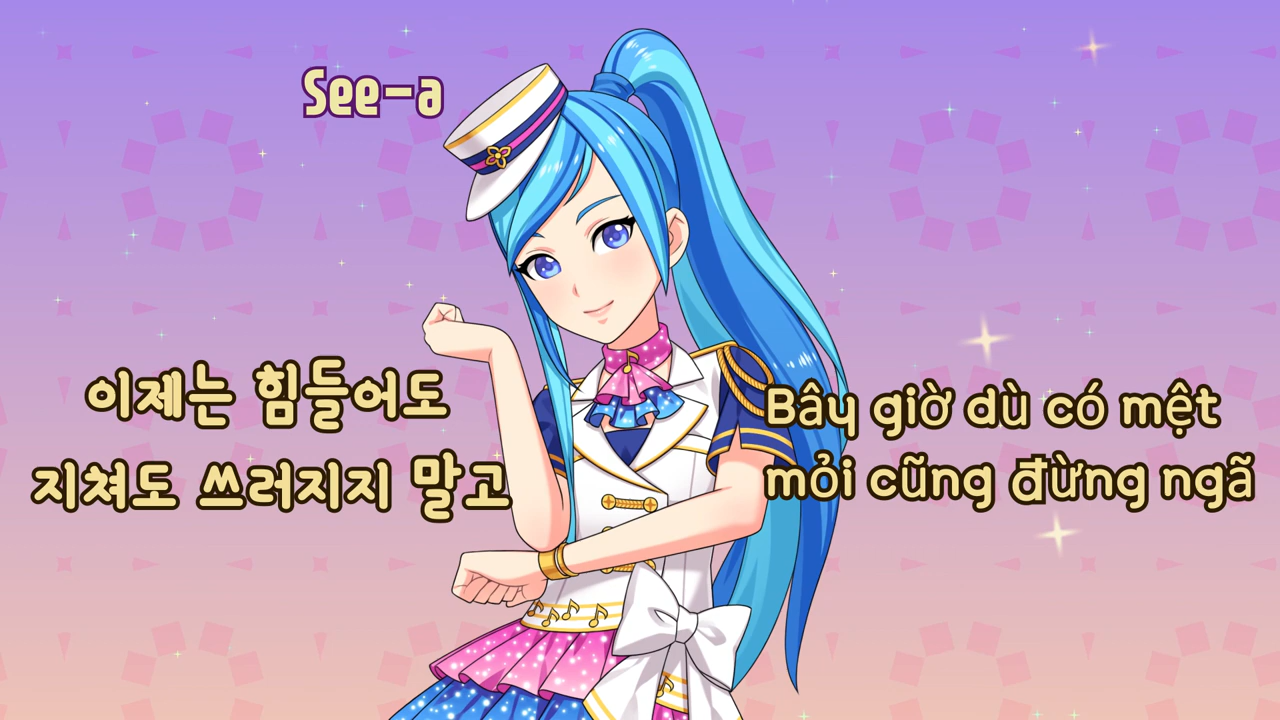 See-a
이제는 힘들어도
지쳐도 쓰러지지 말고
Bây giờ dù có mệt
mỏi cũng đừng ngã